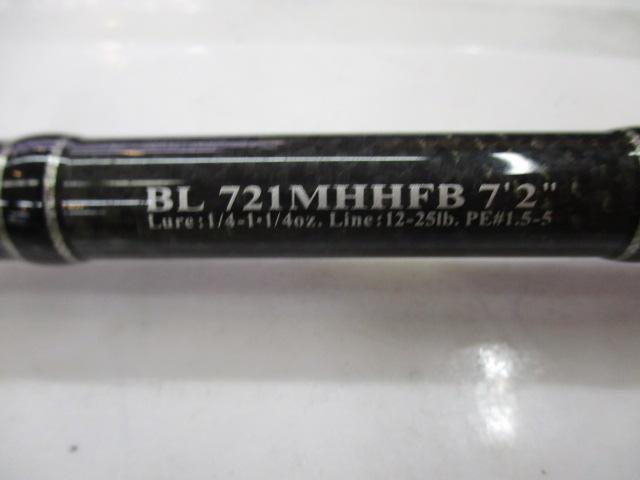 BL 721MHHFB 7'2"
Lure:1/4-1·1/4oz. Line:12-25lb. PE#1.5-5